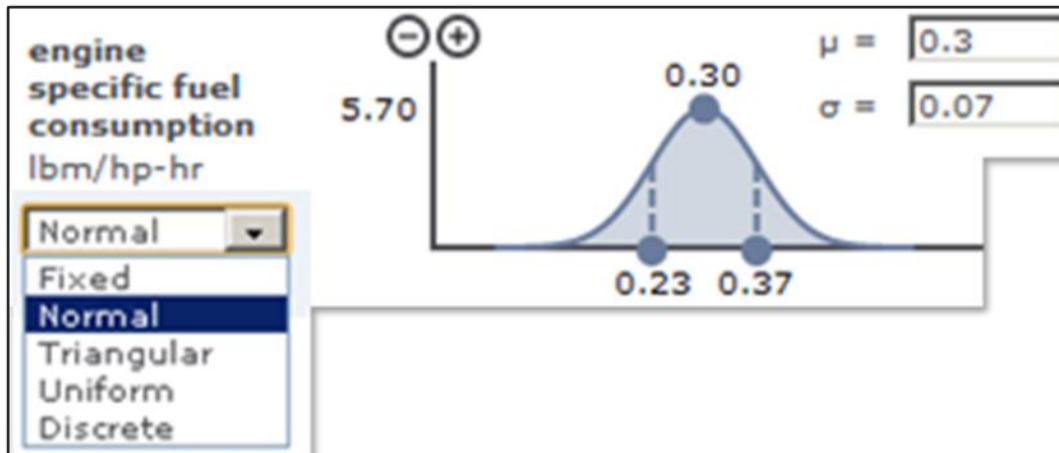 engine
specific fuel
consumption
lbm/hp-hr
Normal
Fixed
Normal
Triangular
Uniform
Discrete
5.70
0.30
0.23 0.37
μ = 0.3
σ = 0.07